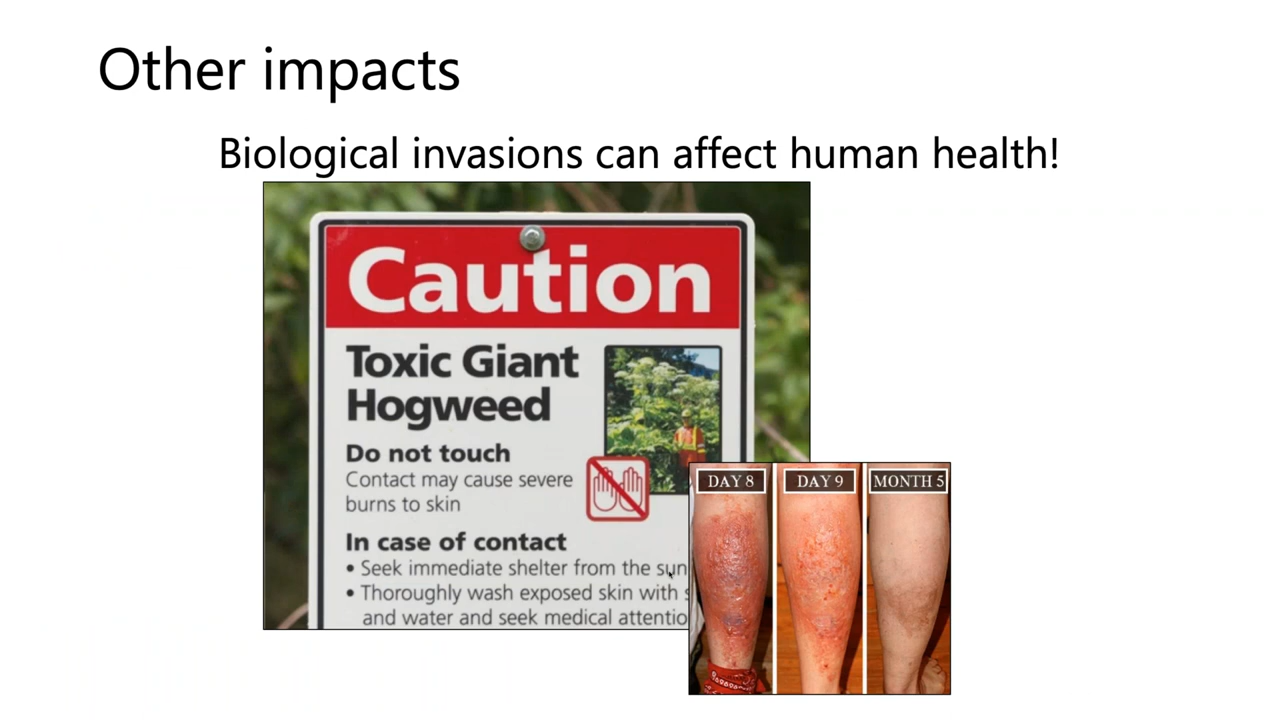 Other impacts
Biological invasions can affect human health!
Caution
Toxic Giant
Hogweed
Do not touch
Contact may cause severe
burns to skin
In case of contact
• Seek immediate shelter from the sun
• Thoroughly wash exposed skin with s
and water and seek medical attentio
DAY 8
DAY 9
MONTH 5